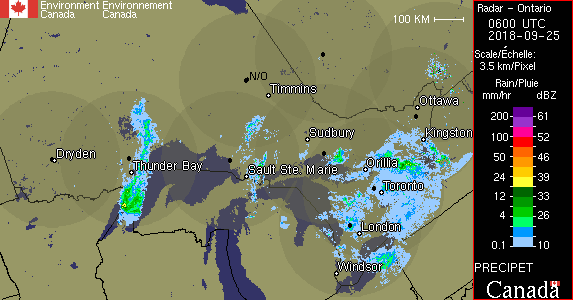 Environment Environnement
Canada Canada
100 KM
N/O
Timmins
Ottawa
Kingston
Sudbury
Dryden
Thunder Bay
Sault Ste. Marie
Orillia
Toronto
London
Windsor
Radar - Ontario
0600 UTC
2018-09-25
Scale/Échelle:
3.5 km/Pixel
Rain/Pluie
mm/hr dBZ
200 61
100 52
50 46
24 39
12 33
4 26
0.1 10
PRECIPET
Canada